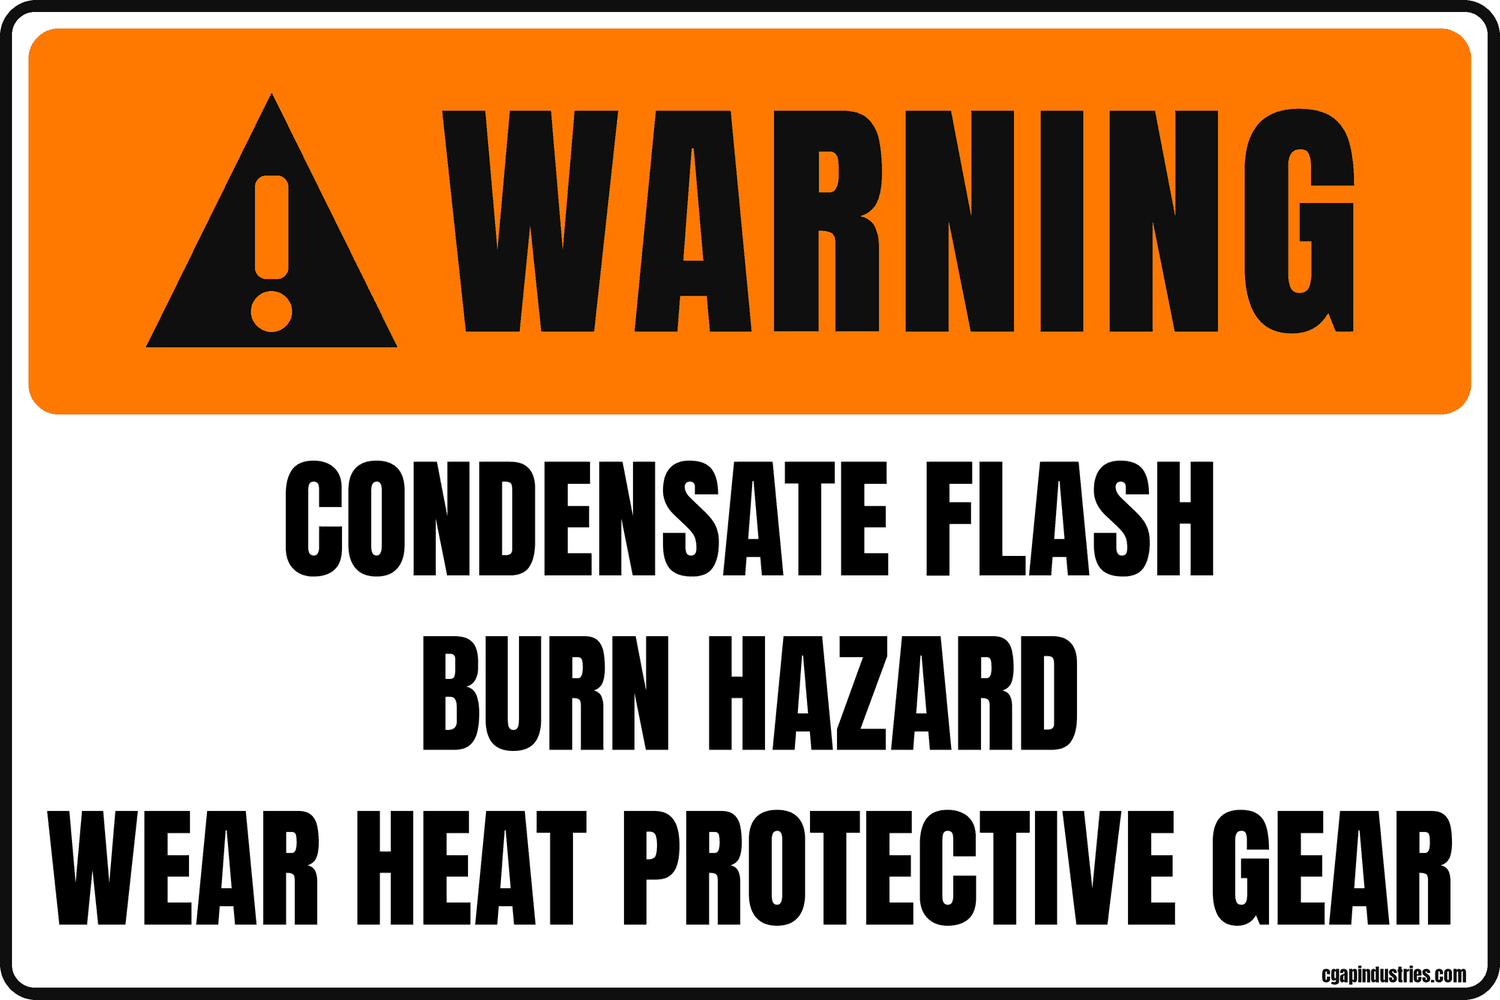 WARNING
CONDENSATE FLASH
BURN HAZARD
WEAR HEAT PROTECTIVE GEAR
cgapindustries.com